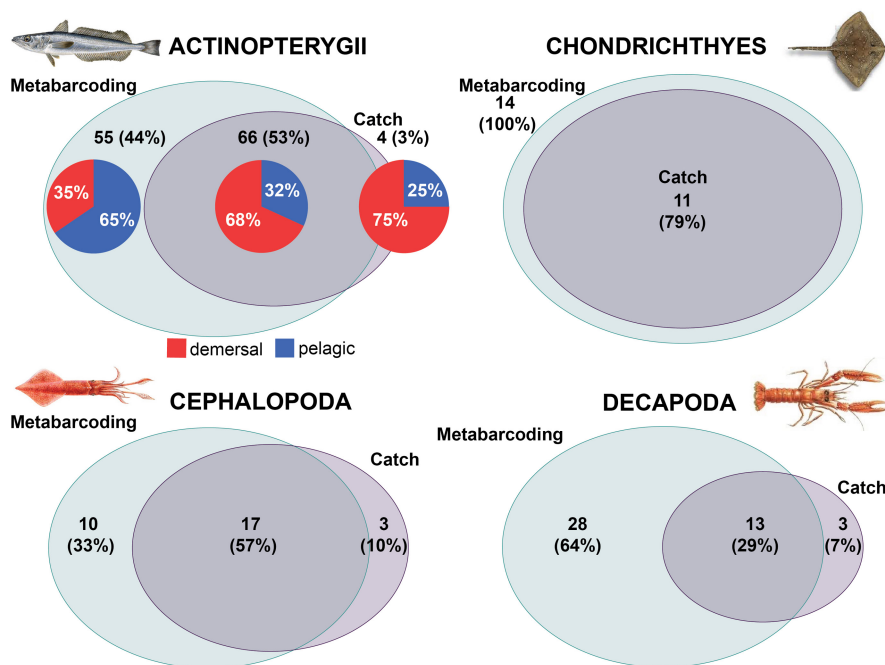 ACTINOPTERYGII
Metabarcoding
Catch
55 (44%)
66 (53%)
4 (3%)
35%
65%
32%
68%
25%
75%
demersal
pelagic
CHONDRICHTHYES
Metabarcoding
14
(100%)
Catch
11
(79%)
CEPHALOPODA
Metabarcoding
Catch
10
(33%)
17
(57%)
3
(10%)
DECAPODA
Metabarcoding
Catch
28
(64%)
13
(29%)
3
(7%)